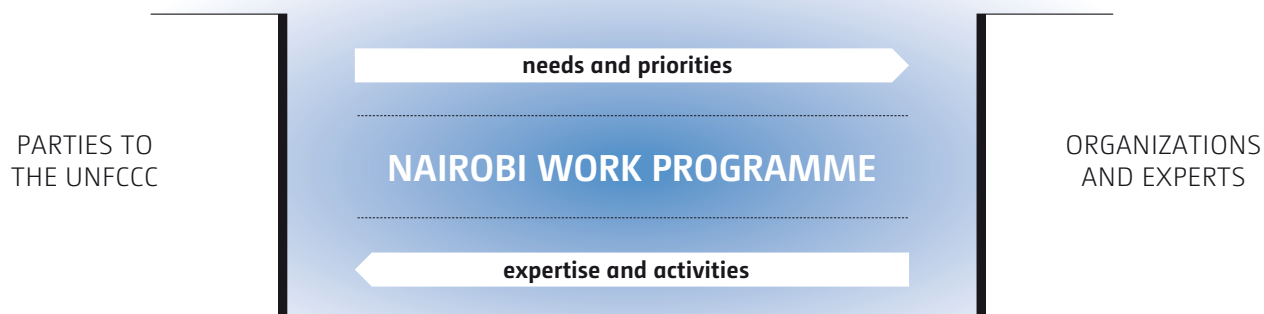 needs and priorities
PARTIES TO
THE UNFCCC
NAIROBI WORK PROGRAMME
ORGANIZATIONS
AND EXPERTS
expertise and activities